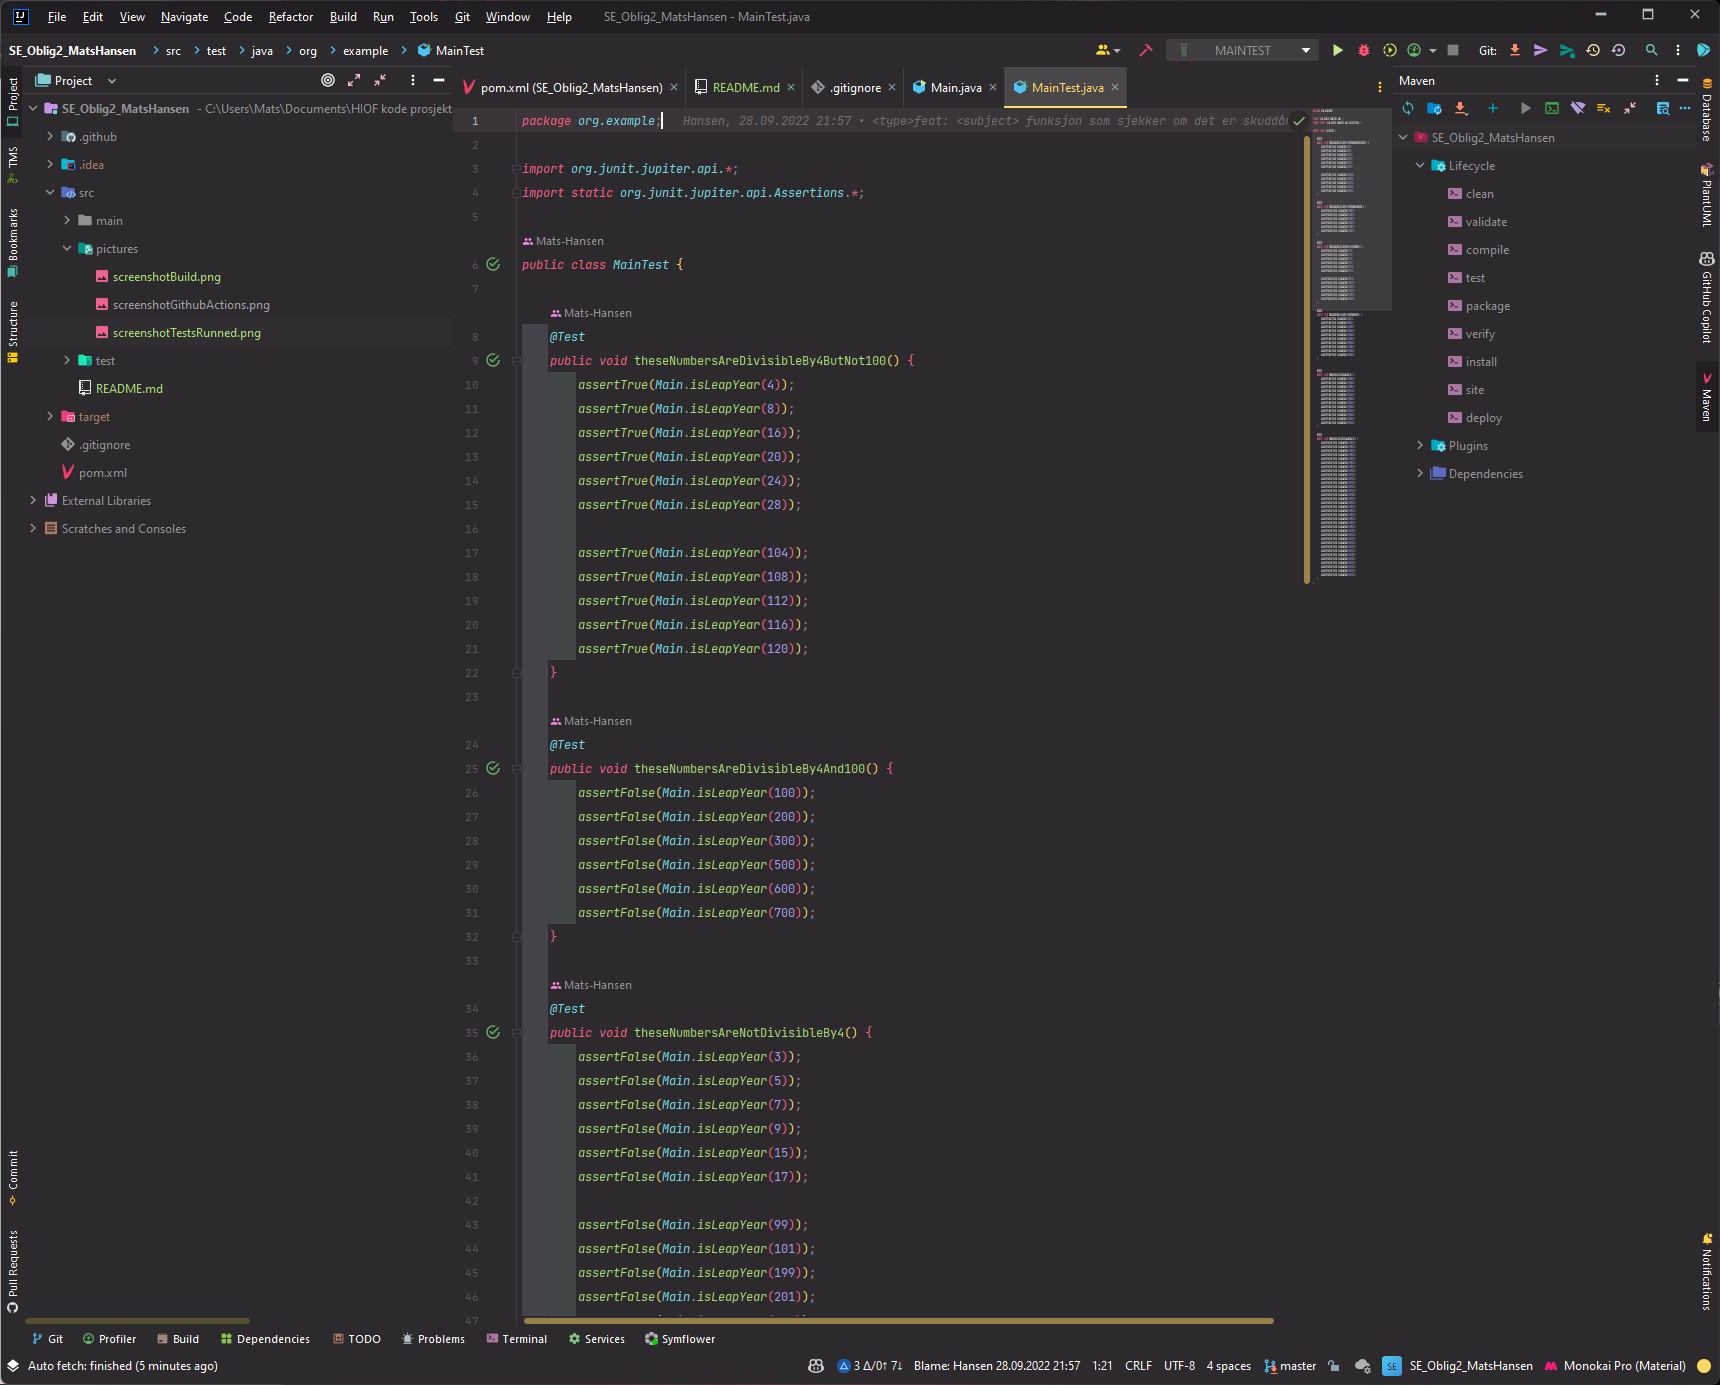 File Edit View Navigate Code Refactor Build Run Tools Git Window Help SE_Oblig2_MatsHansen - MainTest.java
SE_Oblig2_MatsHansen src test java org example MainTest
MAINTEST Git:
Project
pom.xml (SE_Oblig2_MatsHansen) README.md .gitignore Main.java MainTest.java
Maven
Project
TMS
Bookmarks
Structure
Commit
Pull Requests
SE_Oblig2_MatsHansen - C:\Users\Mats\Documents\HIOF kode prosjekt
.github
.idea
src
main
pictures
screenshotBuild.png
screenshotGithubActions.png
screenshotTestsRunned.png
test
README.md
target
.gitignore
pom.xml
External Libraries
Scratches and Consoles
1 package org.example; Hansen, 28.09.2022 21:57 • <type>feat: <subject> funksjon som sjekker om det er skuddår
2
3 import org.junit.jupiter.api.*;
4 import static org.junit.jupiter.api.Assertions.*;
5
Mats-Hansen
6 public class MainTest {
7
Mats-Hansen
8 @Test
9 public void theseNumbersAreDivisibleBy4ButNot100() {
10 assertTrue(Main.isLeapYear(4));
11 assertTrue(Main.isLeapYear(8));
12 assertTrue(Main.isLeapYear(16));
13 assertTrue(Main.isLeapYear(20));
14 assertTrue(Main.isLeapYear(24));
15 assertTrue(Main.isLeapYear(28));
16
17 assertTrue(Main.isLeapYear(104));
18 assertTrue(Main.isLeapYear(108));
19 assertTrue(Main.isLeapYear(112));
20 assertTrue(Main.isLeapYear(116));
21 assertTrue(Main.isLeapYear(120));
22 }
23
Mats-Hansen
24 @Test
25 public void theseNumbersAreDivisibleBy4And100() {
26 assertFalse(Main.isLeapYear(100));
27 assertFalse(Main.isLeapYear(200));
28 assertFalse(Main.isLeapYear(300));
29 assertFalse(Main.isLeapYear(500));
30 assertFalse(Main.isLeapYear(600));
31 assertFalse(Main.isLeapYear(700));
32 }
33
Mats-Hansen
34 @Test
35 public void theseNumbersAreNotDivisibleBy4() {
36 assertFalse(Main.isLeapYear(3));
37 assertFalse(Main.isLeapYear(5));
38 assertFalse(Main.isLeapYear(7));
39 assertFalse(Main.isLeapYear(9));
40 assertFalse(Main.isLeapYear(15));
41 assertFalse(Main.isLeapYear(17));
42
43 assertFalse(Main.isLeapYear(99));
44 assertFalse(Main.isLeapYear(101));
45 assertFalse(Main.isLeapYear(199));
46 assertFalse(Main.isLeapYear(201));
47
SE_Oblig2_MatsHansen
Lifecycle
clean
validate
compile
test
package
verify
install
site
deploy
Plugins
Dependencies
Database
PlantUML
GitHub Copilot
Maven
Notifications
Git Profiler Build Dependencies TODO Problems Terminal Services Symflower
Auto fetch: finished (5 minutes ago) 3 Δ/0↑ 7↓ Blame: Hansen 28.09.2022 21:57 1:21 CRLF UTF-8 4 spaces master SE SE_Oblig2_MatsHansen Monokai Pro (Material)